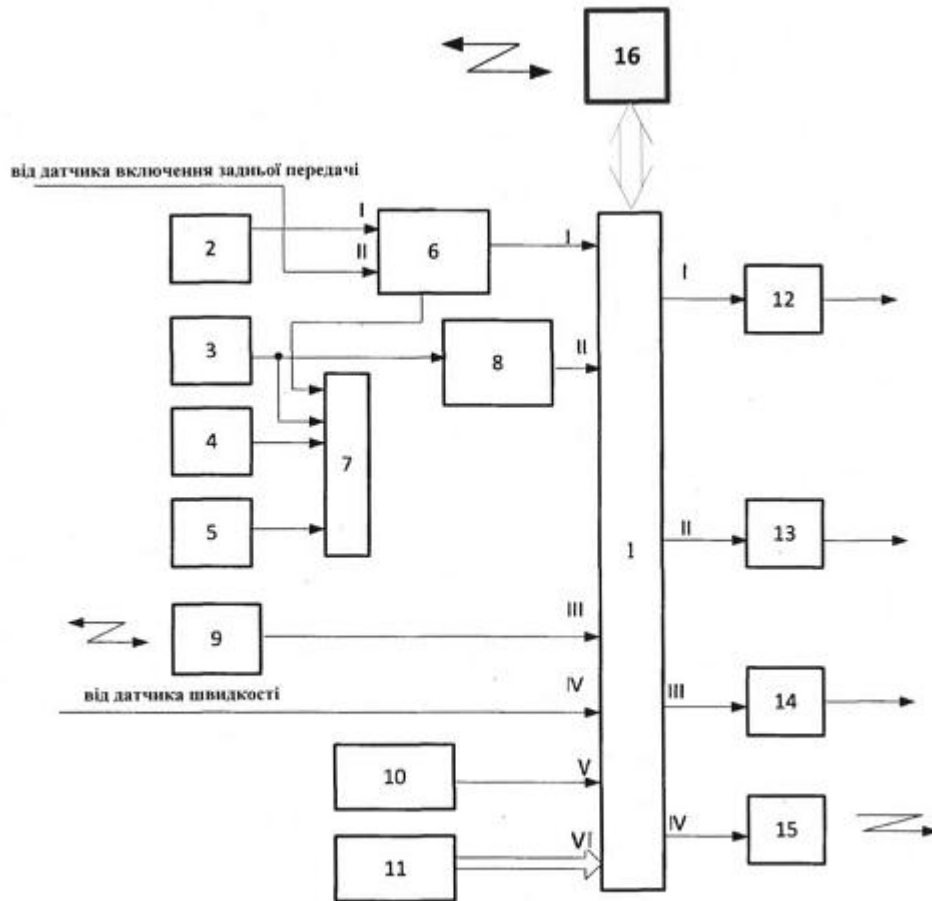 16
від датчика включення задньої передачі
I
2
II
6
I
I
12
3
8
II
4
7
5
1
II
13
III
9
від датчика швидкості
IV
III
14
10
V
11
VI
IV
15